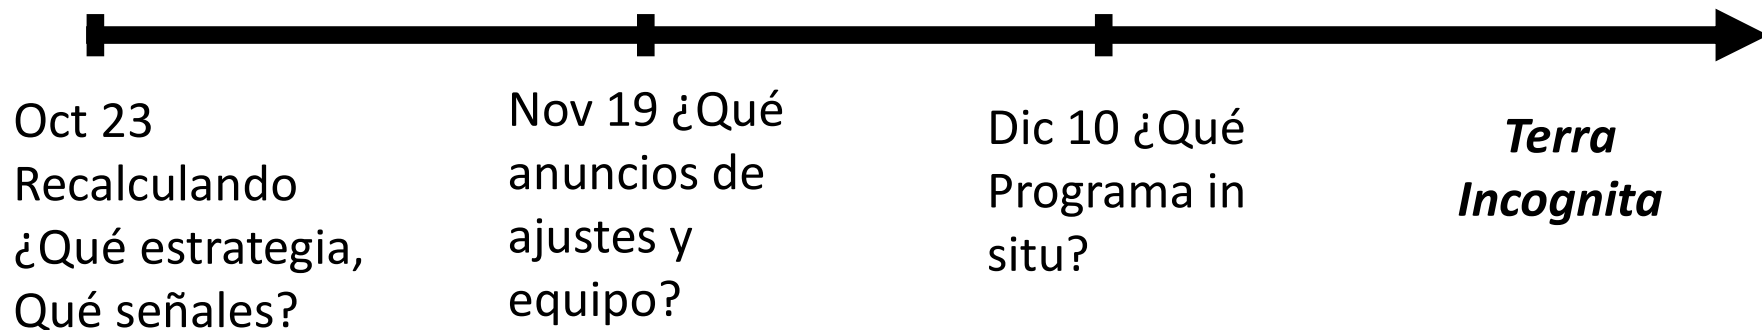 Oct 23
Recalculando
¿Qué estrategia,
Qué señales?
Nov 19 ¿Qué
anuncios de
ajustes y
equipo?
Dic 10 ¿Qué
Programa in
situ?
Terra
Incognita